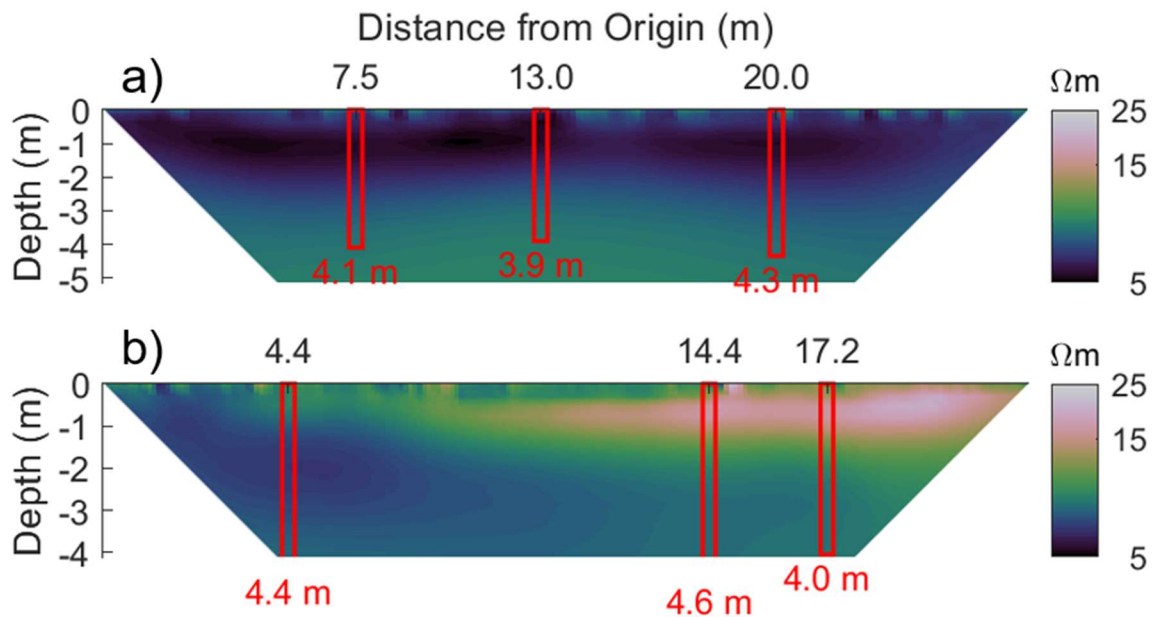 Distance from Origin (m)
a) 7.5 13.0 20.0 Ωm
Depth (m)
0
-1
-2
-3
-4
-5
4.1 m 3.9 m 4.3 m
25
15
5
b) 4.4 14.4 17.2 Ωm
Depth (m)
0
-1
-2
-3
-4
4.4 m 4.6 m 4.0 m
25
15
5